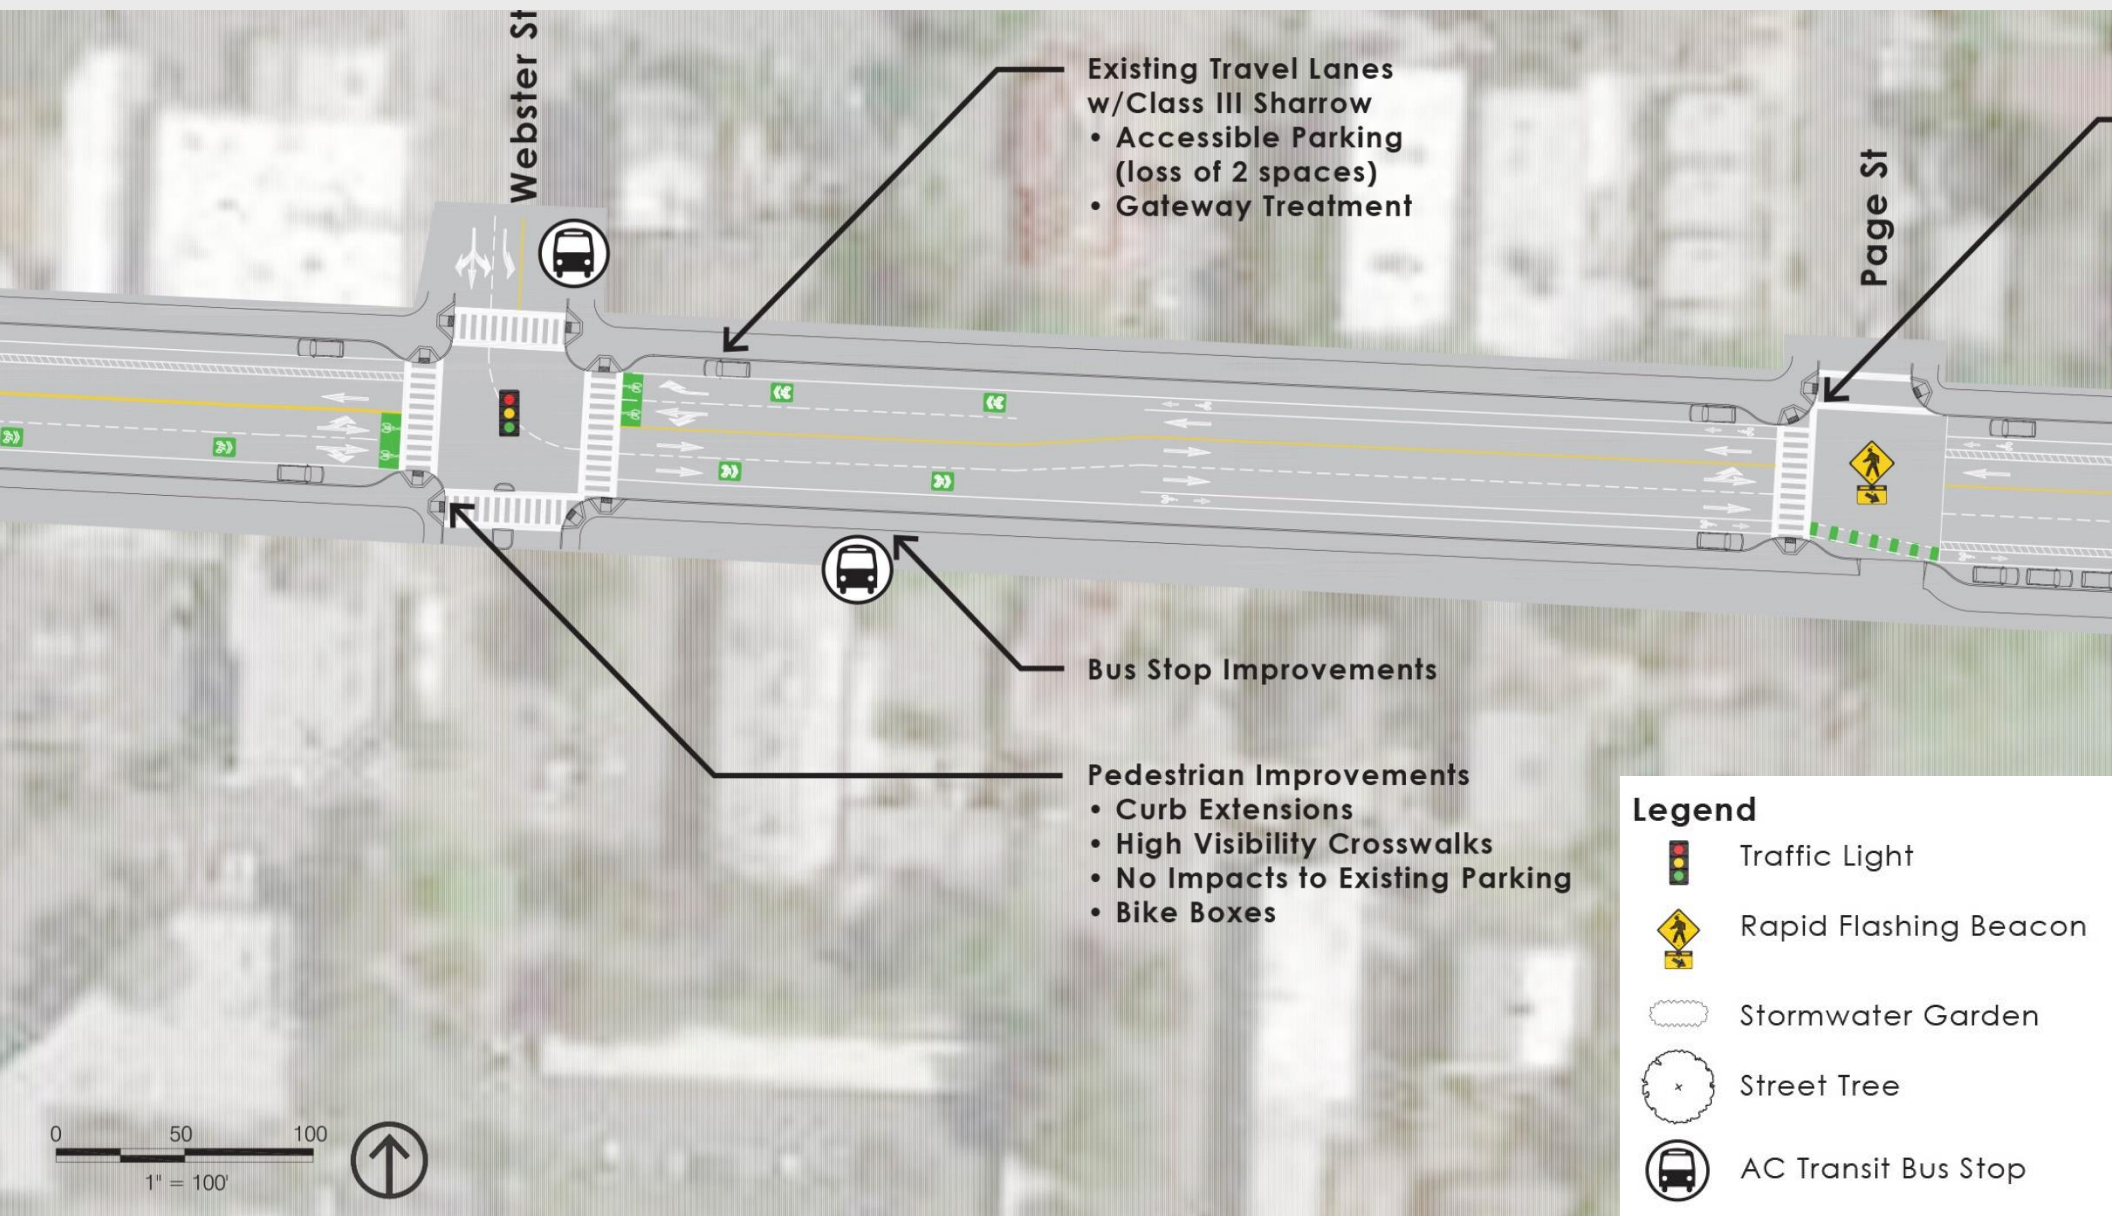 Webster St
Existing Travel Lanes
w/Class III Sharrow
• Accessible Parking
(loss of 2 spaces)
• Gateway Treatment
Page St
Bus Stop Improvements
Pedestrian Improvements
• Curb Extensions
• High Visibility Crosswalks
• No Impacts to Existing Parking
• Bike Boxes
Legend
Traffic Light
Rapid Flashing Beacon
Stormwater Garden
Street Tree
AC Transit Bus Stop
0 50 100
1" = 100'